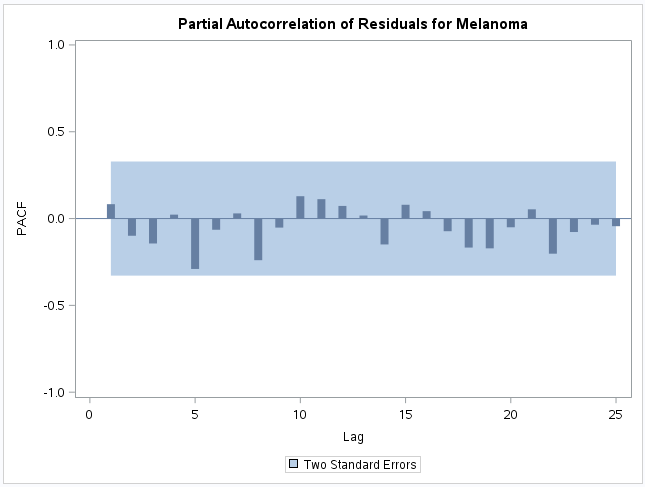 Partial Autocorrelation of Residuals for Melanoma
1.0
0.5
0.0
-0.5
-1.0
PACF
0 5 10 15 20 25
Lag
Two Standard Errors